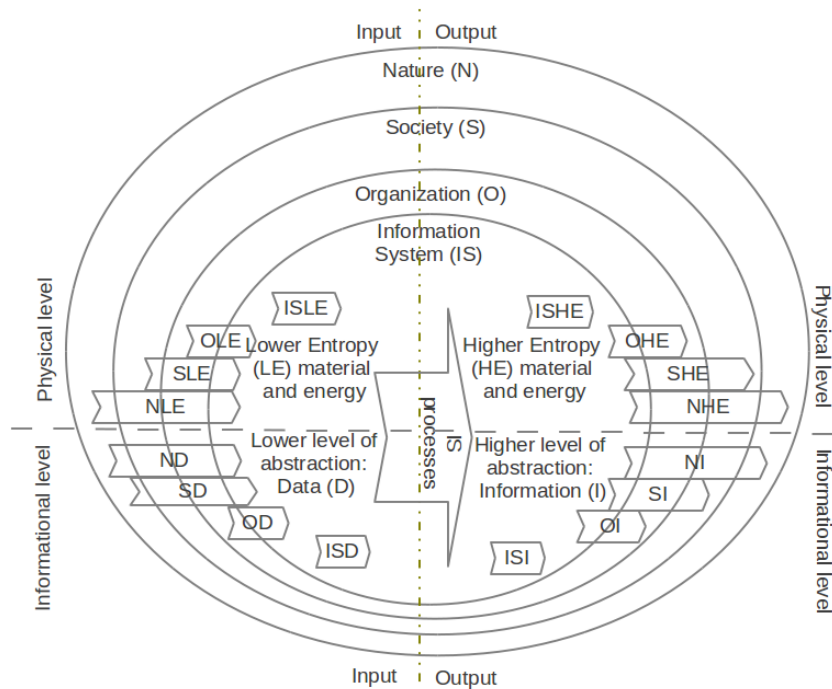 Input
Output
Nature (N)
Society (S)
Organization (O)
Information
System (IS)
Physical level
Physical level
ISLE
ISHE
OLE
OHE
Lower Entropy
(LE) material
and energy
Higher Entropy
(HE) material
and energy
SLE
SHE
NLE
NHE
IS
processes
Informational level
Informational level
Lower level of
abstraction:
Data (D)
Higher level of
abstraction:
Information (I)
ND
NI
SD
SI
OD
OI
ISD
ISI
Input
Output